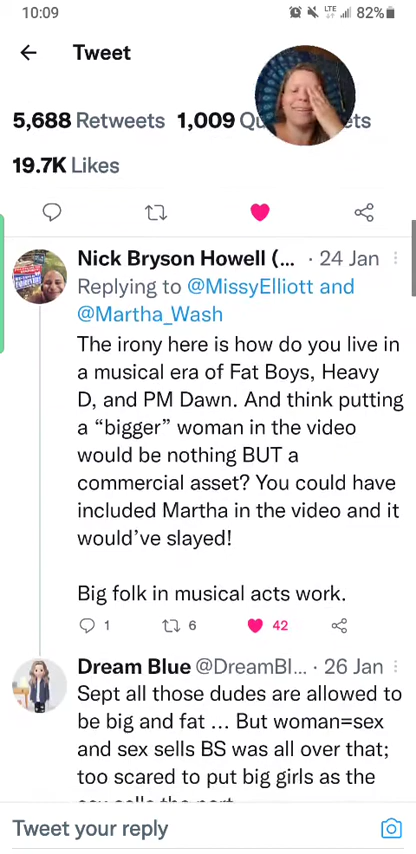 10:09
LTE 82%
Tweet
5,688 Retweets 1,009
19.7K Likes
Nick Bryson Howell (... · 24 Jan
Replying to @MissyElliott and
@Martha_Wash
The irony here is how do you live in
a musical era of Fat Boys, Heavy
D, and PM Dawn. And think putting
a “bigger” woman in the video
would be nothing BUT a
commercial asset? You could have
included Martha in the video and it
would’ve slayed!
Big folk in musical acts work.
1 6 42
Dream Blue @DreamBl... · 26 Jan
Sept all those dudes are allowed to
be big and fat ... But woman=sex
and sex sells BS was all over that;
too scared to put big girls as the
Tweet your reply